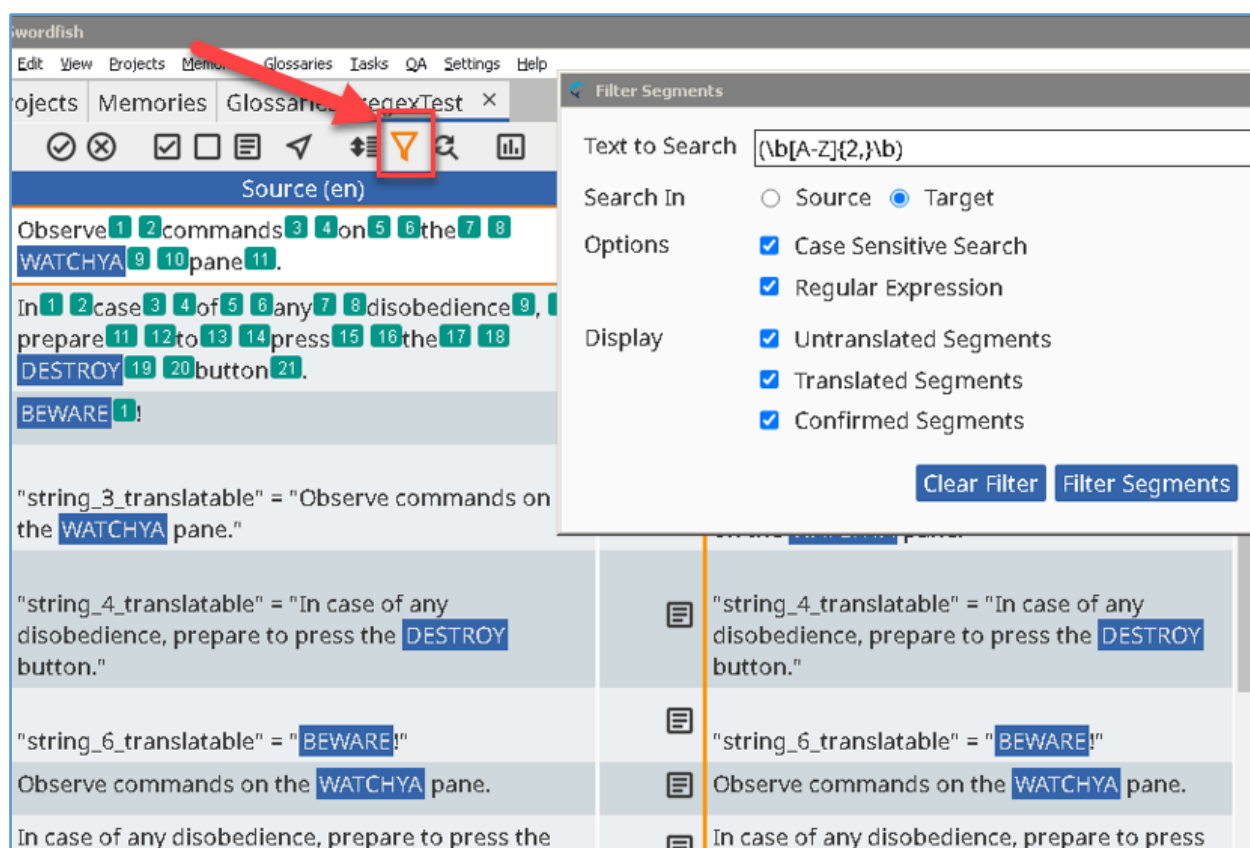 Swordfish
Edit View Projects Memor Glossaries Tasks QA Settings Help
ojects Memories Glossaries regexTest ×
Source (en)
Observe 1 2 commands 3 4 on 5 6 the 7 8
WATCHYA 9 10 pane 11.
In 1 2 case 3 4 of 5 6 any 7 8 disobedience 9,
prepare 11 12 to 13 14 press 15 16 the 17 18
DESTROY 19 20 button 21.
BEWARE 1!
"string_3_translatable" = "Observe commands on
the WATCHYA pane."
"string_4_translatable" = "In case of any
disobedience, prepare to press the DESTROY
button."
"string_6_translatable" = "BEWARE!"
Observe commands on the WATCHYA pane.
In case of any disobedience, prepare to press the
Filter Segments
Text to Search (\b[A-Z]{2,}\b)
Search In Source Target
Options Case Sensitive Search
Regular Expression
Display Untranslated Segments
Translated Segments
Confirmed Segments
Clear Filter Filter Segments
"string_4_translatable" = "In case of any
disobedience, prepare to press the DESTROY
button."
"string_6_translatable" = "BEWARE!"
Observe commands on the WATCHYA pane.
In case of any disobedience, prepare to press